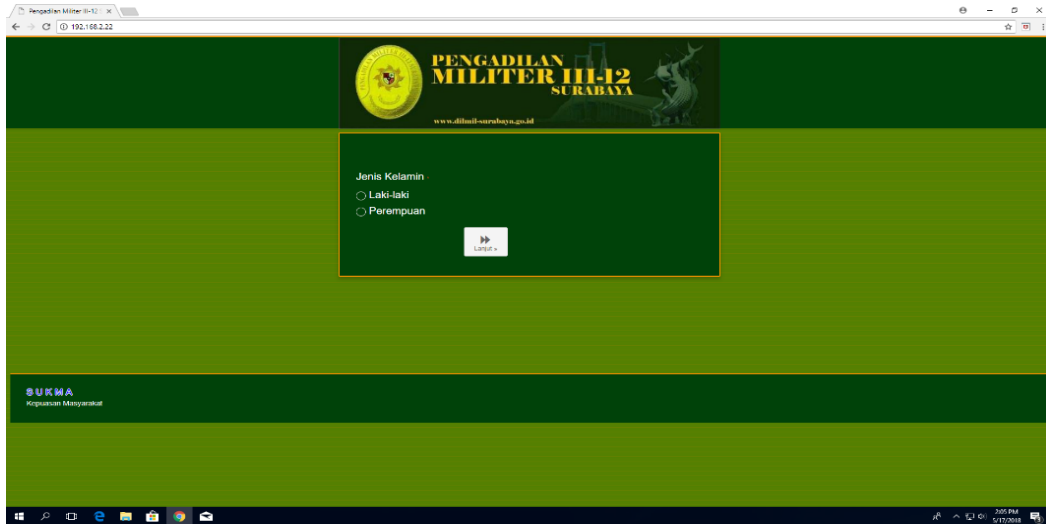 Pengadilan Militer III-12 S
192.168.2.22
PENGADILAN
MILITER III-12
SURABAYA
www.dilmil-surabaya.go.id
Jenis Kelamin
Laki-laki
Perempuan
Lanjut »
SUKMA
Kepuasan Masyarakat
2:05 PM
5/17/2018